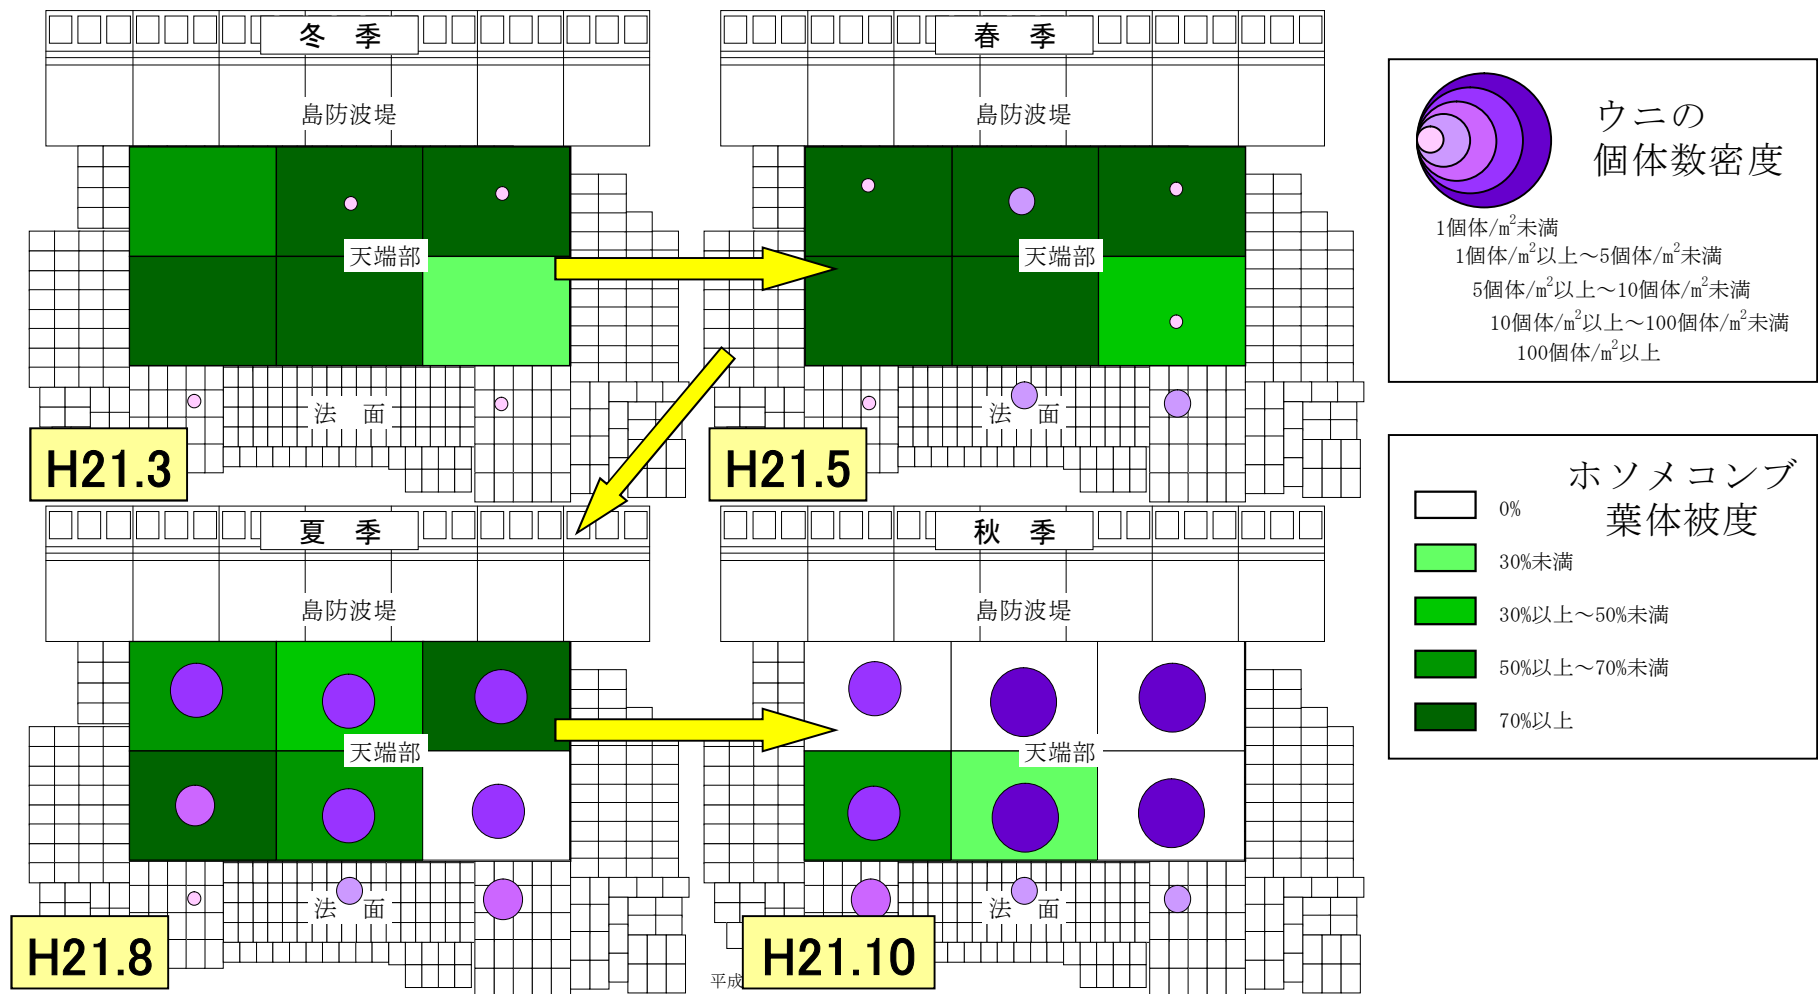 冬　季
島防波堤
天端部
法　面
H21.3
春　季
島防波堤
天端部
法　面
H21.5
夏　季
島防波堤
天端部
法　面
H21.8
秋　季
島防波堤
天端部
法　面
H21.10
平成
ウニの
個体数密度
1個体/m²未満
1個体/m²以上～5個体/m²未満
5個体/m²以上～10個体/m²未満
10個体/m²以上～100個体/m²未満
100個体/m²以上
ホソメコンブ
葉体被度
0%
30%未満
30%以上～50%未満
50%以上～70%未満
70%以上